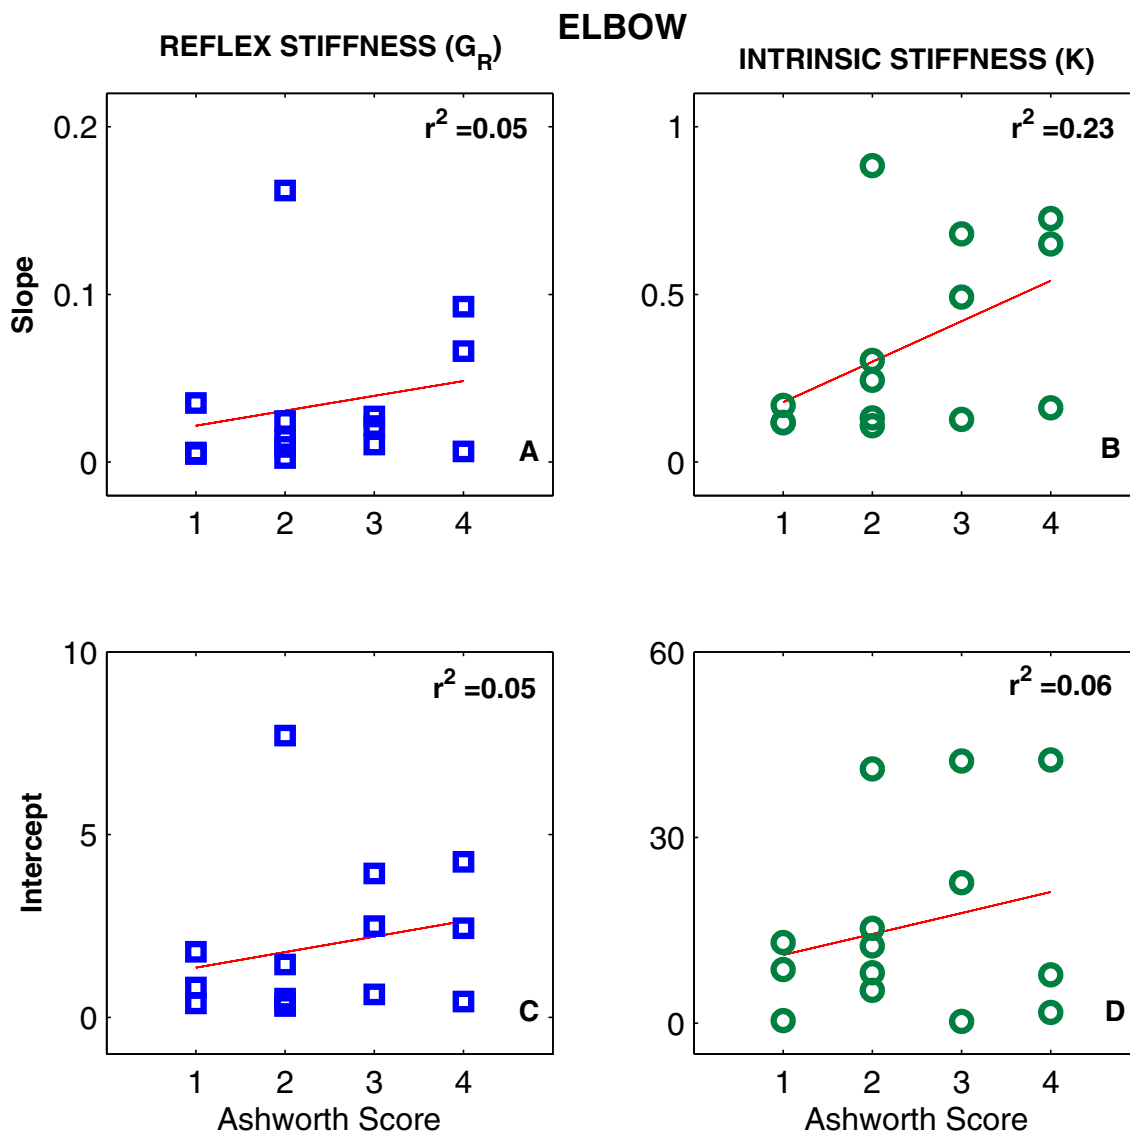 ELBOW
REFLEX STIFFNESS (G_R)
INTRINSIC STIFFNESS (K)
r² =0.05
0.2
0.1
0
Slope
A
1 2 3 4
r² =0.23
1
0.5
0
B
1 2 3 4
r² =0.05
10
5
0
Intercept
C
1 2 3 4
Ashworth Score
r² =0.06
60
30
0
D
1 2 3 4
Ashworth Score